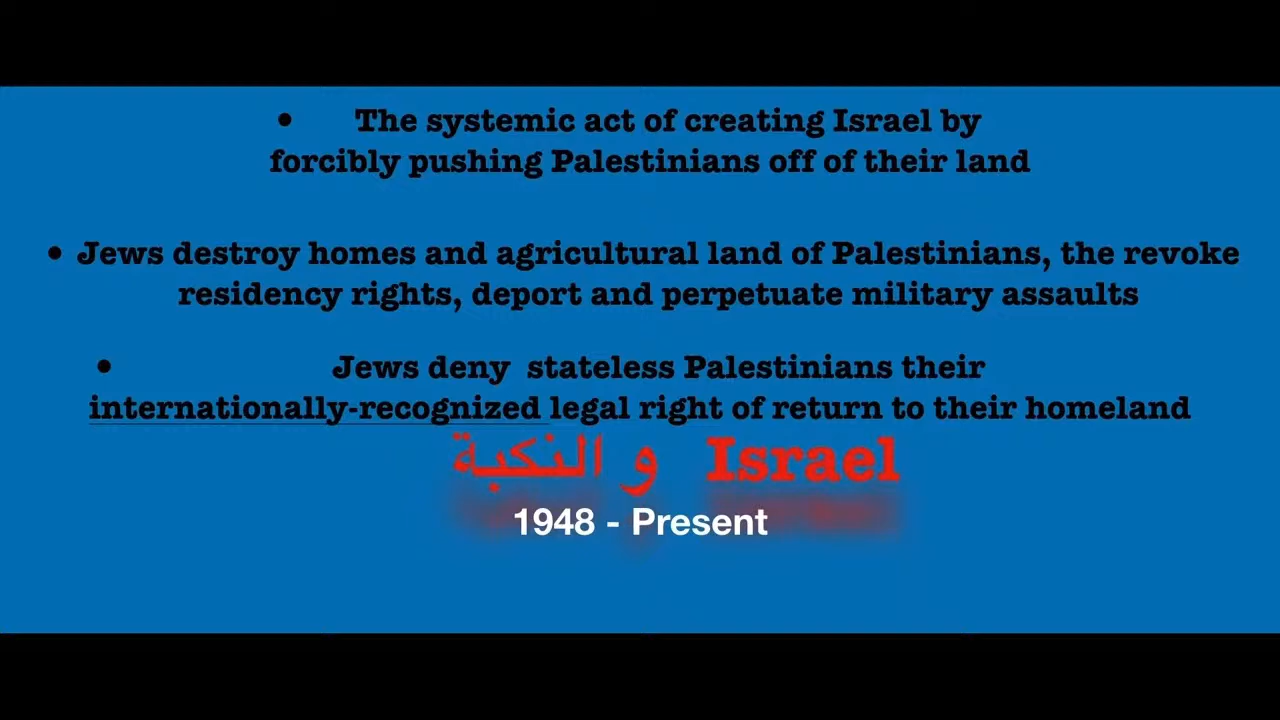 • The systemic act of creating Israel by
forcibly pushing Palestinians off of their land
• Jews destroy homes and agricultural land of Palestinians, the revoke
residency rights, deport and perpetuate military assaults
• Jews deny stateless Palestinians their
internationally-recognized legal right of return to their homeland
Israel و النكبة
1948 - Present